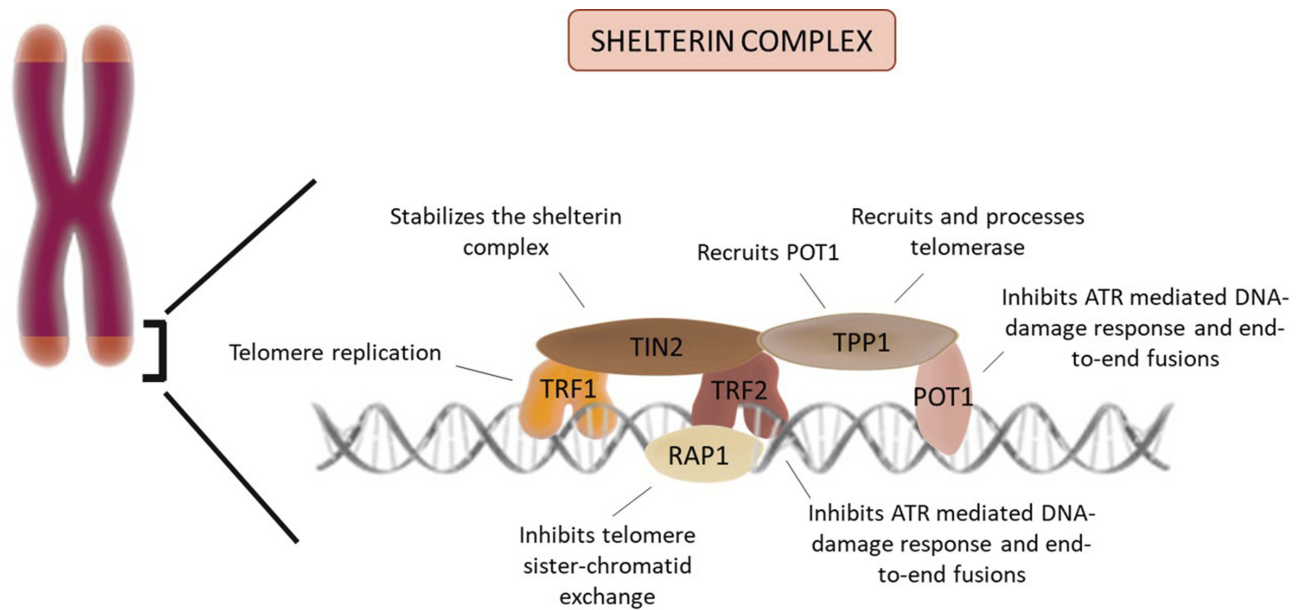 SHELTERIN COMPLEX
Stabilizes the shelterin
complex
Recruits POT1
Recruits and processes
telomerase
Inhibits ATR mediated DNA-
damage response and end-
to-end fusions
Telomere replication
TIN2
TPP1
TRF1
TRF2
POT1
RAP1
Inhibits telomere
sister-chromatid
exchange
Inhibits ATR mediated DNA-
damage response and end-
to-end fusions